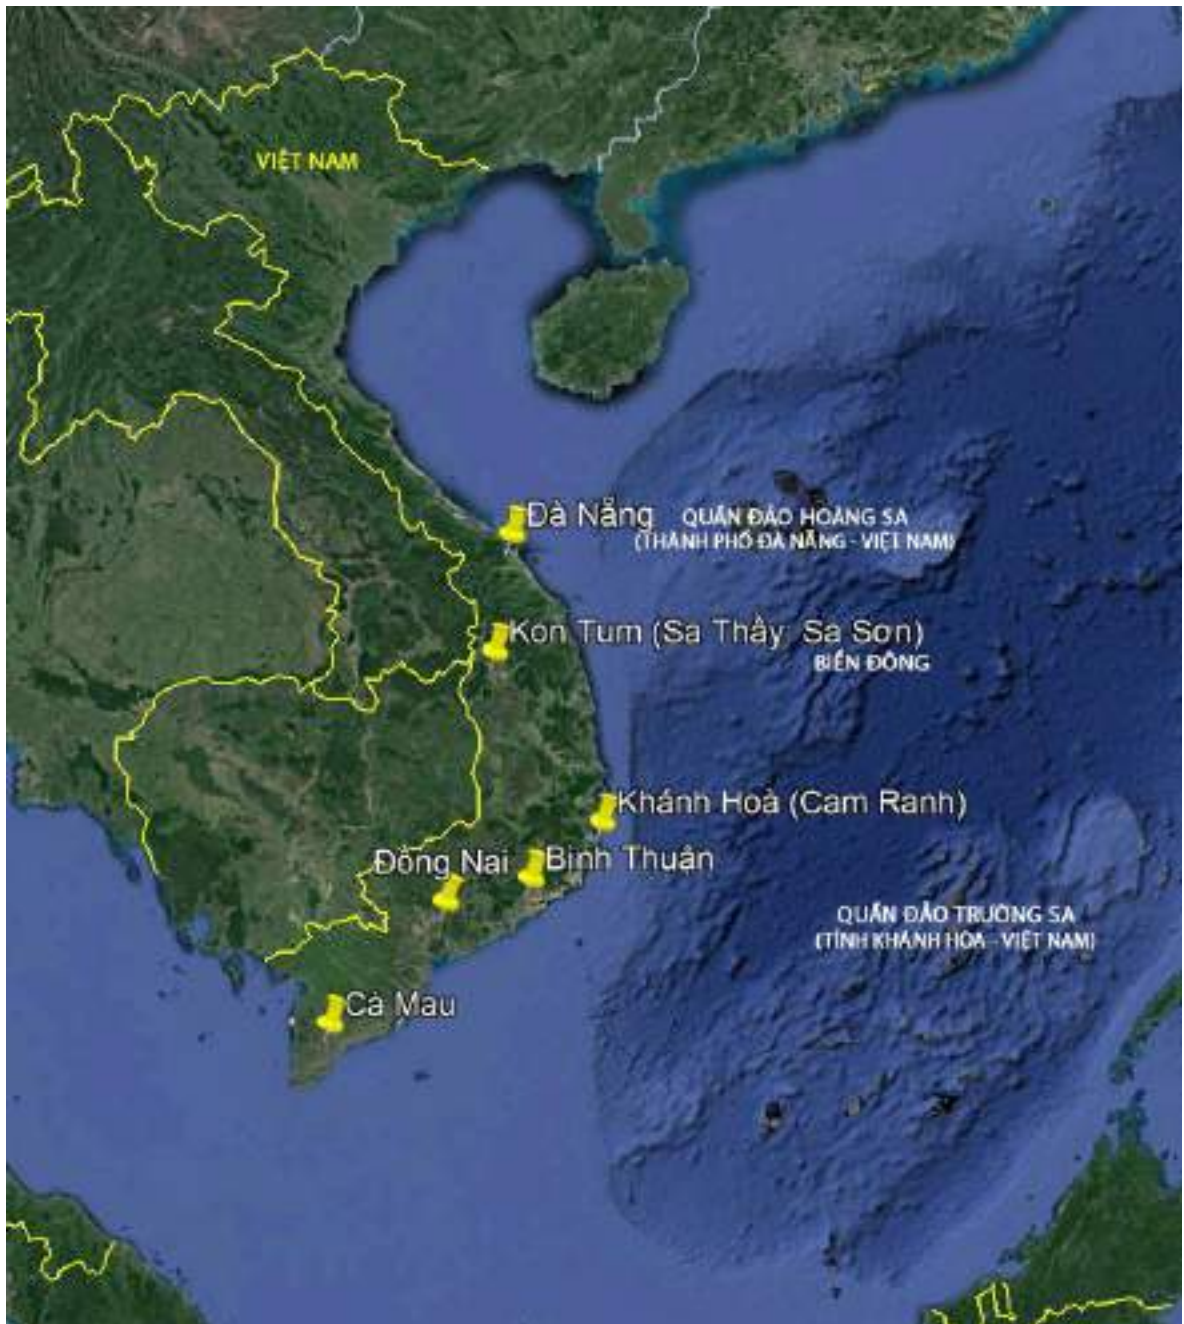 VIỆT NAM
Đà Nẵng
QUẦN ĐẢO HOÀNG SA
(THÀNH PHỐ ĐÀ NẴNG - VIỆT NAM)
Kon Tum (Sa Thầy; Sa Sơn)
BIỂN ĐÔNG
Khánh Hoà (Cam Ranh)
Đồng Nai
Bình Thuận
QUẦN ĐẢO TRƯỜNG SA
(TỈNH KHÁNH HÒA - VIỆT NAM)
Cà Mau